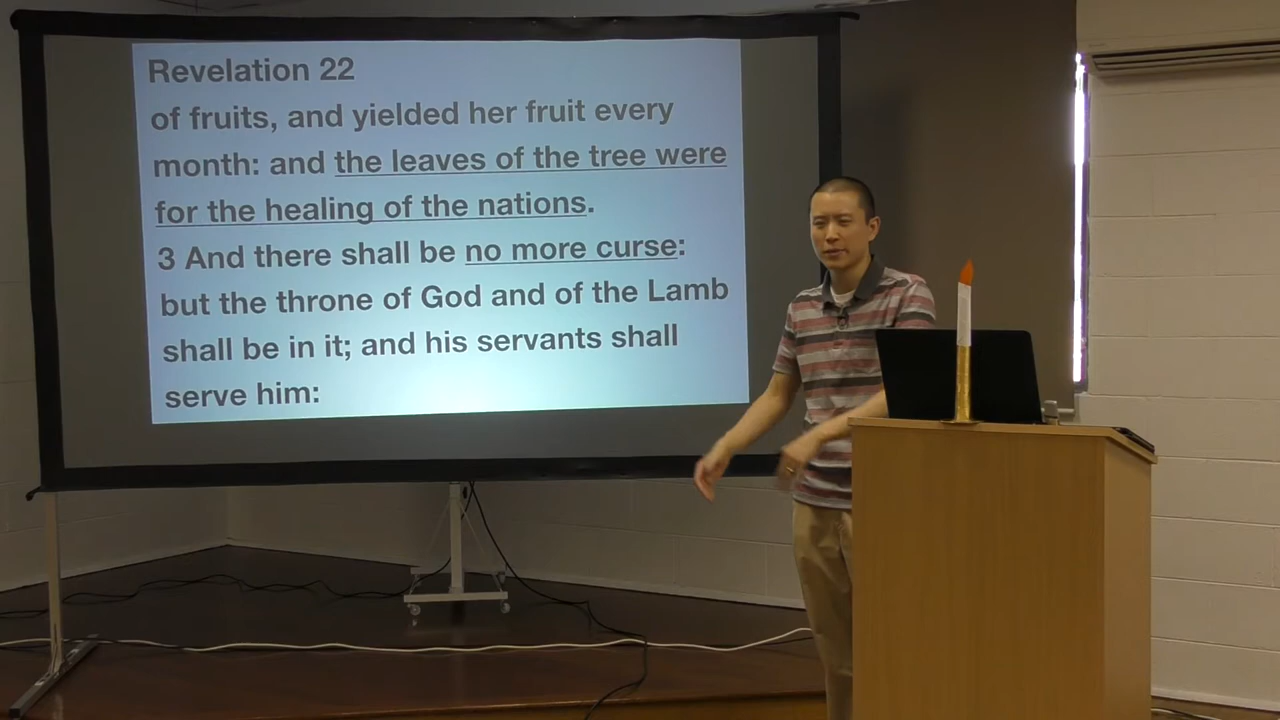 Revelation 22
of fruits, and yielded her fruit every
month: and the leaves of the tree were
for the healing of the nations.
3 And there shall be no more curse:
but the throne of God and of the Lamb
shall be in it; and his servants shall
serve him: